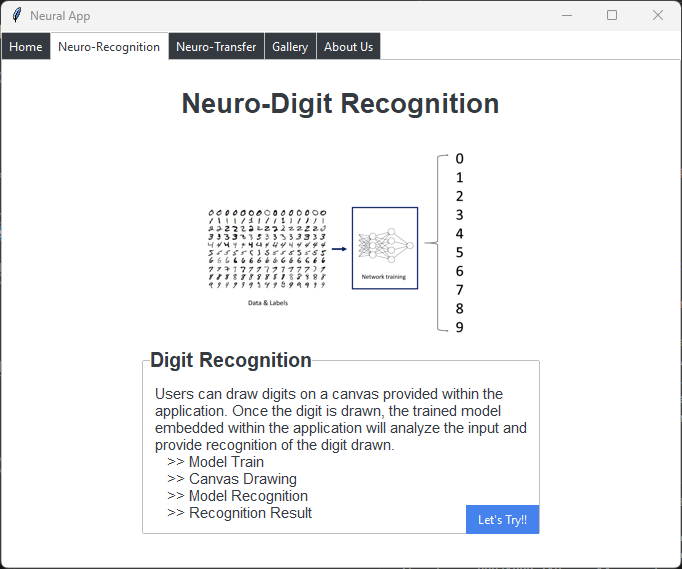 Neural App
Home Neuro-Recognition Neuro-Transfer Gallery About Us
Neuro-Digit Recognition
0
1
2
3
4
5
6
7
8
9
Network training
Data & Labels
Digit Recognition
Users can draw digits on a canvas provided within the
application. Once the digit is drawn, the trained model
embedded within the application will analyze the input and
provide recognition of the digit drawn.
>> Model Train
>> Canvas Drawing
>> Model Recognition
>> Recognition Result
Let's Try!!